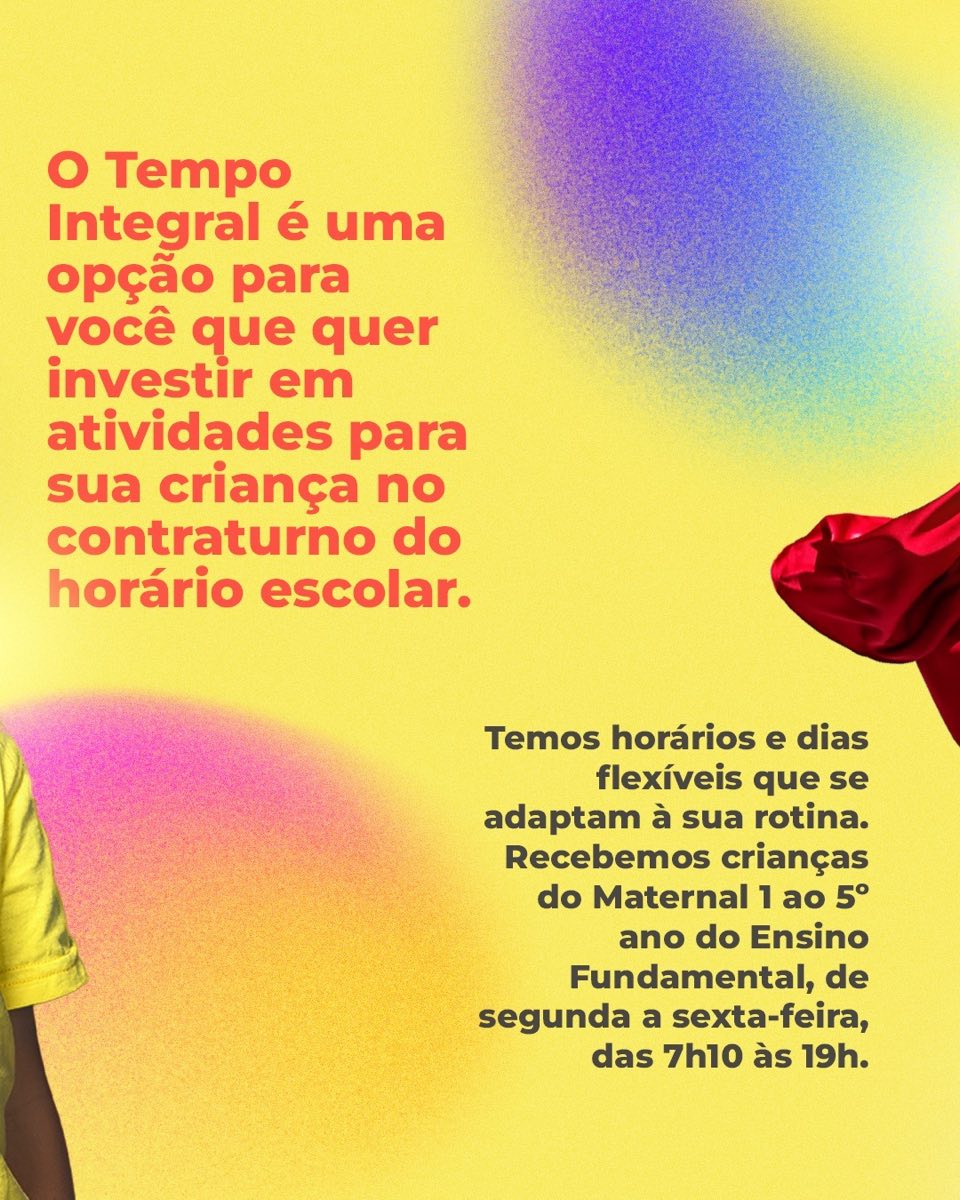 O Tempo
Integral é uma
opção para
você que quer
investir em
atividades para
sua criança no
contraturno do
horário escolar.
Temos horários e dias
flexíveis que se
adaptam à sua rotina.
Recebemos crianças
do Maternal 1 ao 5º
ano do Ensino
Fundamental, de
segunda a sexta-feira,
das 7h10 às 19h.